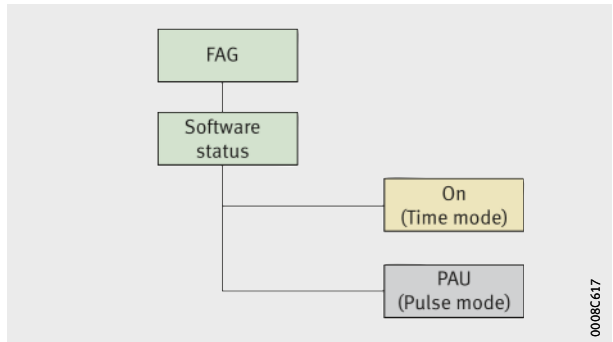 FAG
Software
status
On
(Time mode)
PAU
(Pulse mode)
0008C617